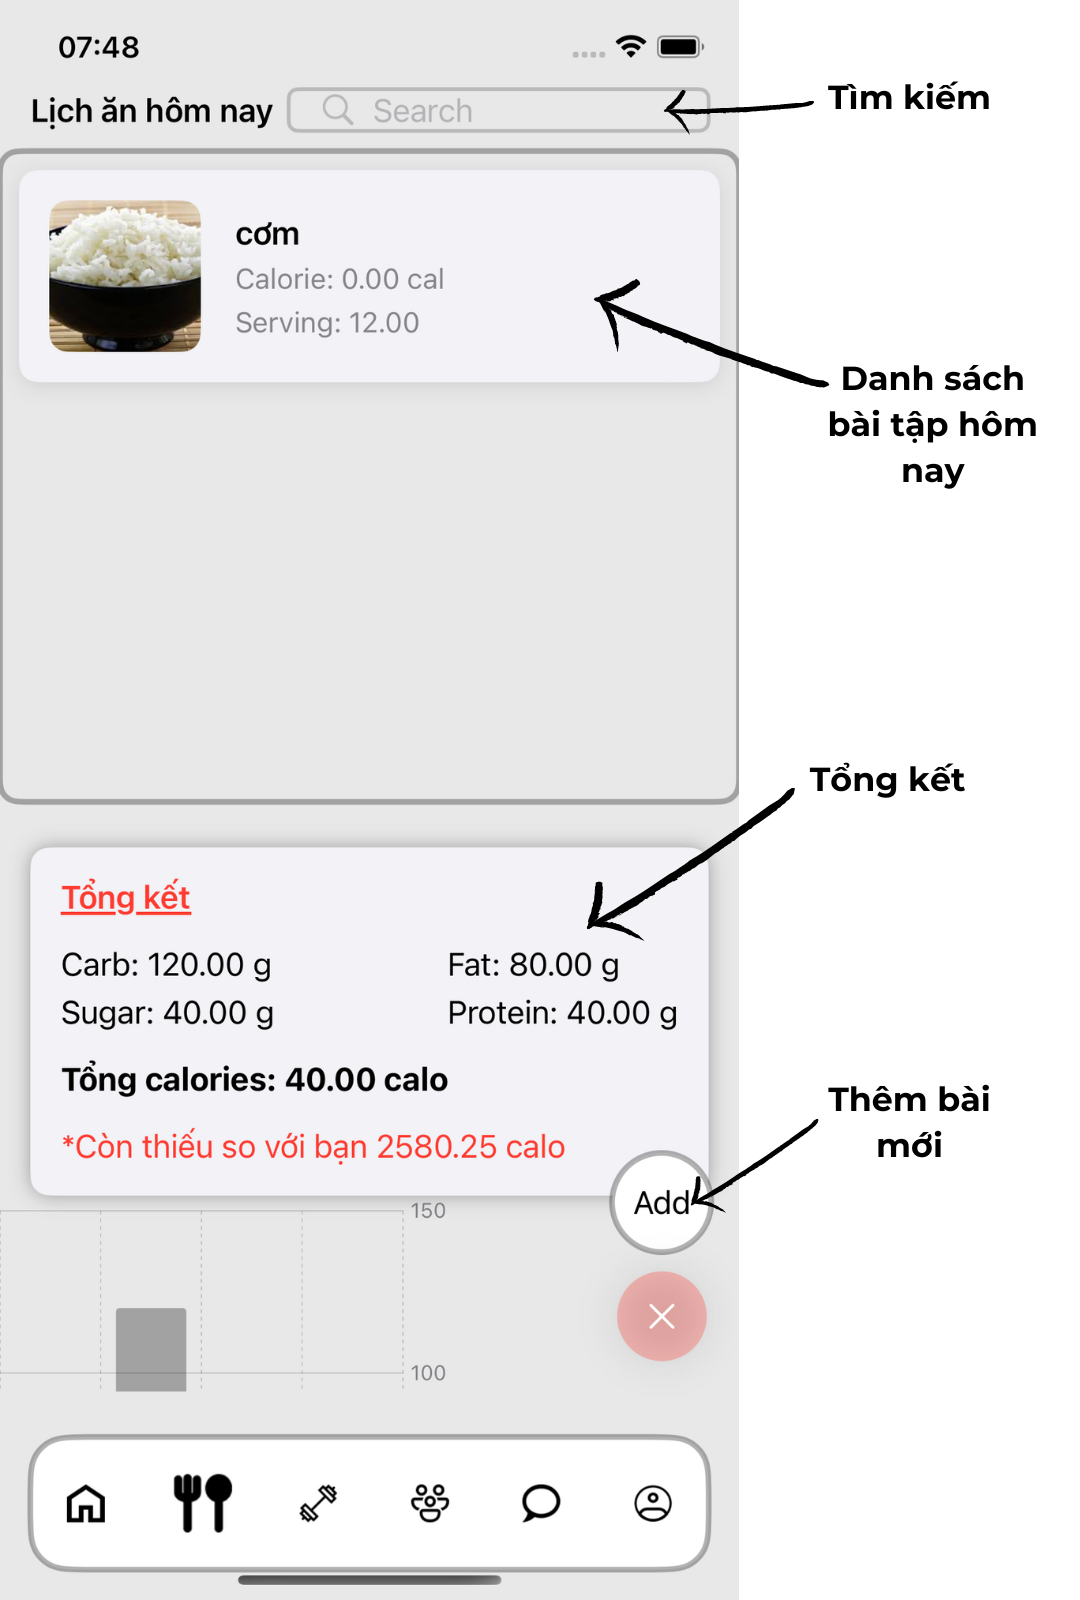 07:48
Lịch ăn hôm nay
Search
Tìm kiếm
cơm
Calorie: 0.00 cal
Serving: 12.00
Danh sách
bài tập hôm
nay
Tổng kết
Tổng kết
Carb: 120.00 g
Fat: 80.00 g
Sugar: 40.00 g
Protein: 40.00 g
Tổng calories: 40.00 calo
*Còn thiếu so với bạn 2580.25 calo
Thêm bài
mới
Add
150
100